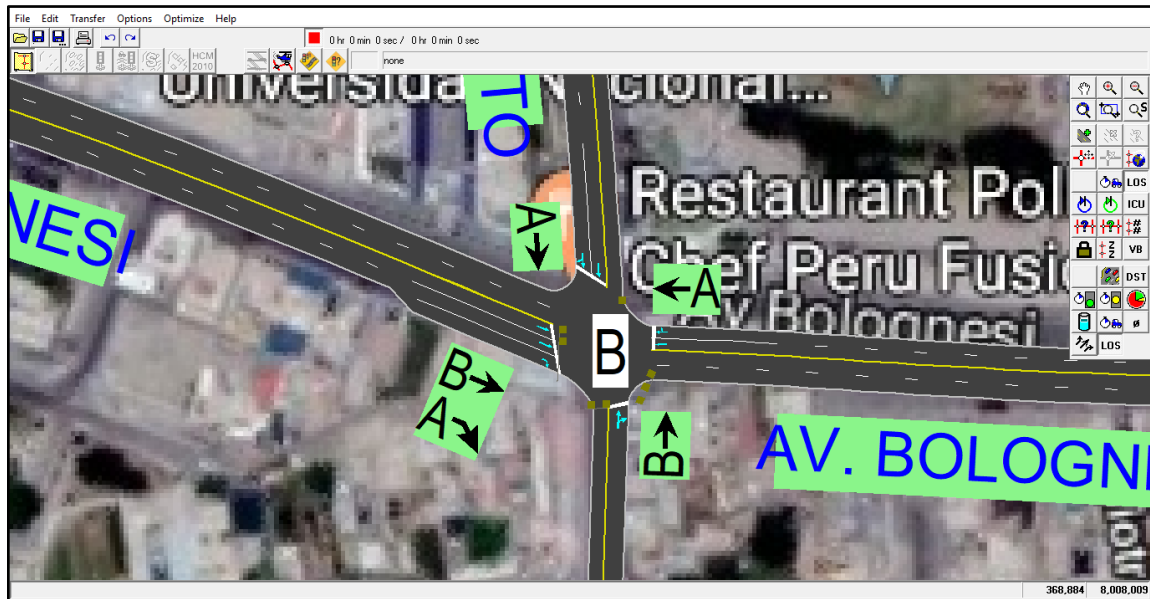 File Edit Transfer Options Optimize Help
0 hr 0 min 0 sec / 0 hr 0 min 0 sec
HCM 2010
none
Universida
cional...
TO
Restaurant Pol
Chef Peru Fusi
Av Bolognesi
NESI
A
A
B
B
A
B
AV. BOLOGNE
S
LOS
ICU
##
Z
Z
VB
DST
ø
LOS
368,884 8,008,009